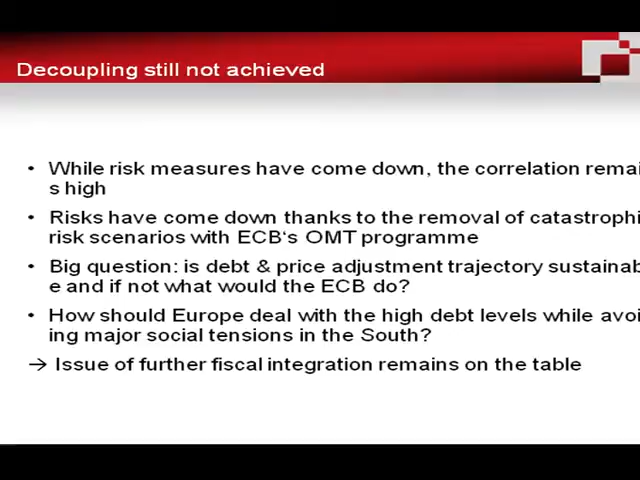 Decoupling still not achieved
• While risk measures have come down, the correlation remai
s high
• Risks have come down thanks to the removal of catastrophi
risk scenarios with ECB‘s OMT programme
• Big question: is debt & price adjustment trajectory sustainab
e and if not what would the ECB do?
• How should Europe deal with the high debt levels while avoi
ing major social tensions in the South?
→ Issue of further fiscal integration remains on the table